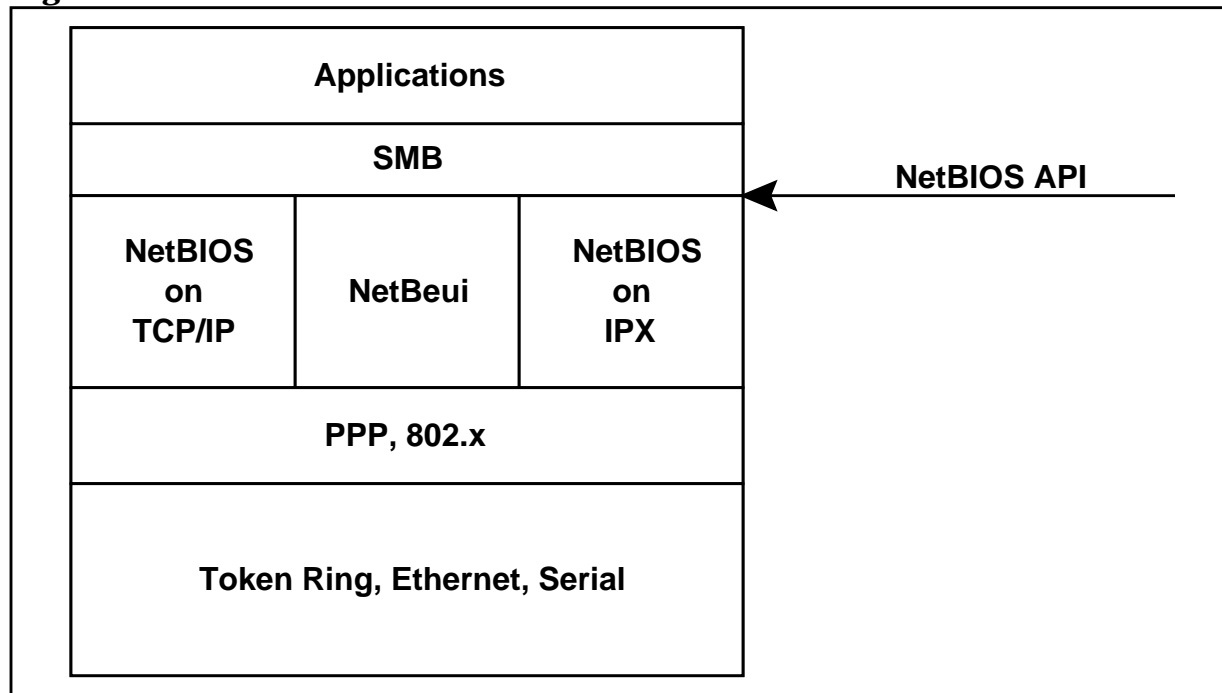 Applications
SMB
NetBIOS API
NetBIOS
on
TCP/IP
NetBeui
NetBIOS
on
IPX
PPP, 802.x
Token Ring, Ethernet, Serial